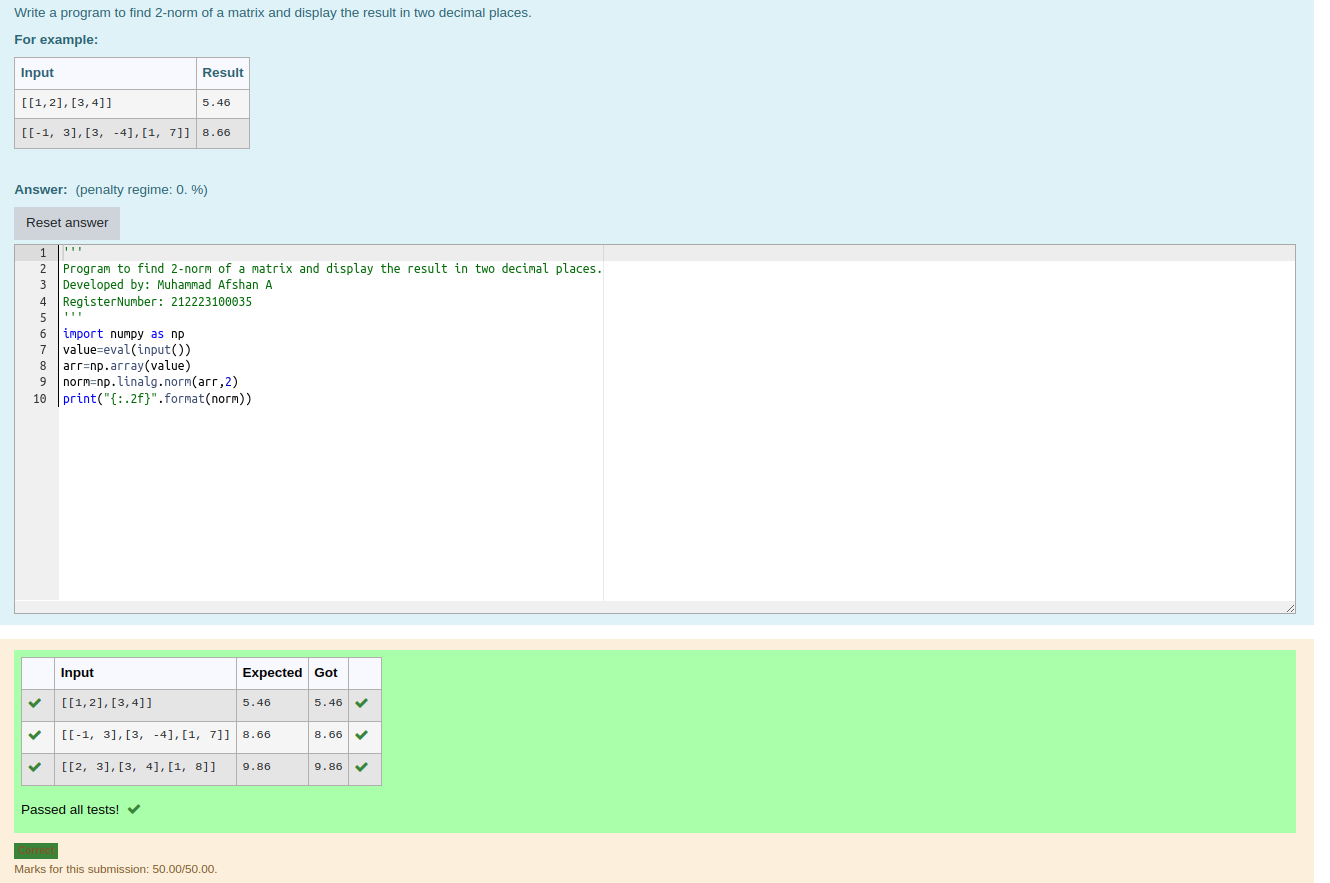 Write a program to find 2-norm of a matrix and display the result in two decimal places.
For example:
Input Result
[[1,2],[3,4]] 5.46
[[-1, 3],[3, -4],[1, 7]] 8.66
Answer: (penalty regime: 0. %)
Reset answer
1 '''
2 Program to find 2-norm of a matrix and display the result in two decimal places.
3 Developed by: Muhammad Afshan A
4 RegisterNumber: 212223100035
5 '''
6 import numpy as np
7 value=eval(input())
8 arr=np.array(value)
9 norm=np.linalg.norm(arr,2)
10 print("{:.2f}".format(norm))
Input Expected Got
[[1,2],[3,4]] 5.46 5.46
[[-1, 3],[3, -4],[1, 7]] 8.66 8.66
[[2, 3],[3, 4],[1, 8]] 9.86 9.86
Passed all tests!
Correct
Marks for this submission: 50.00/50.00.